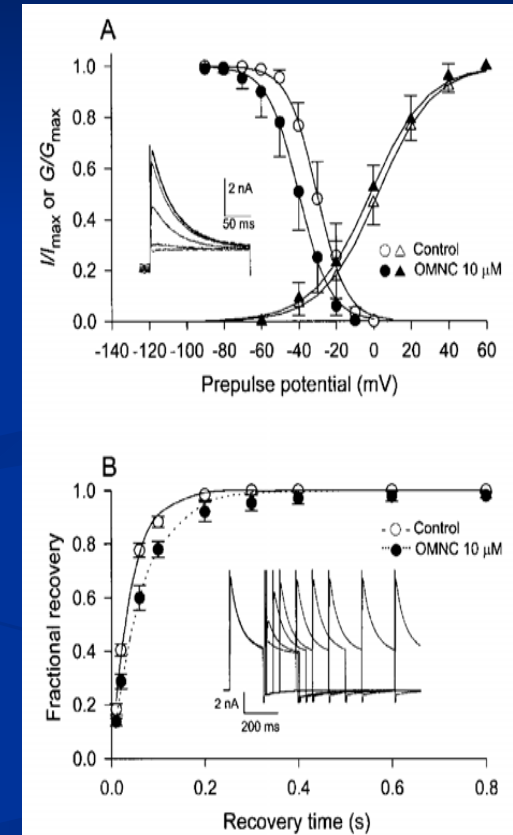 A
I/Imax or G/Gmax
1.0
0.8
0.6
0.4
0.2
0.0
2 nA
50 ms
Control
OMNC 10 μM
-140 -120 -100 -80 -60 -40 -20 0 20 40 60
Prepulse potential (mV)
B
Fractional recovery
1.0
0.8
0.6
0.4
0.2
0.0
Control
OMNC 10 μM
2 nA
200 ms
0.0 0.2 0.4 0.6 0.8
Recovery time (s)